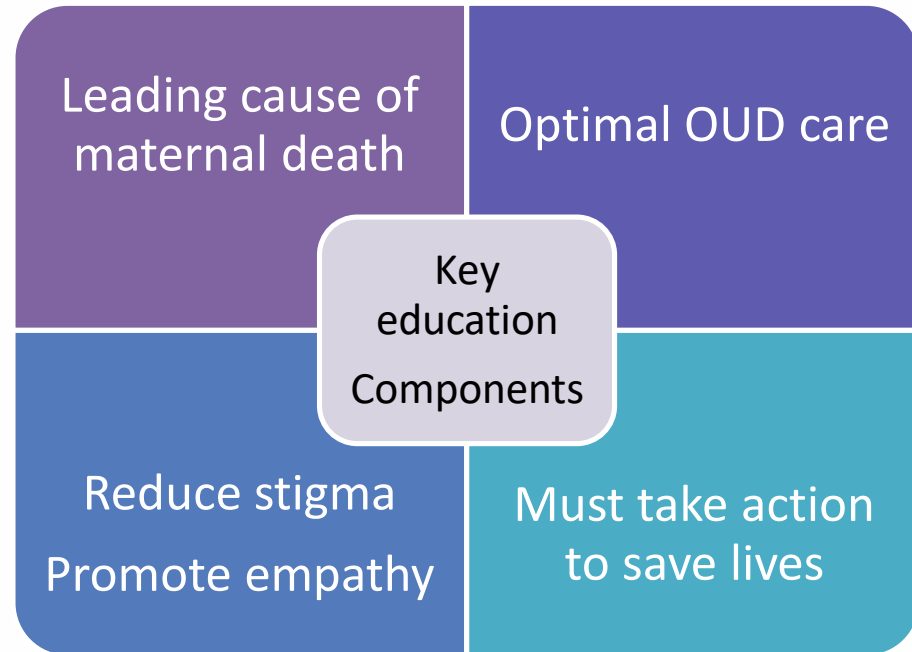 Leading cause of
maternal death
Optimal OUD care
Key
education
Components
Reduce stigma
Promote empathy
Must take action
to save lives